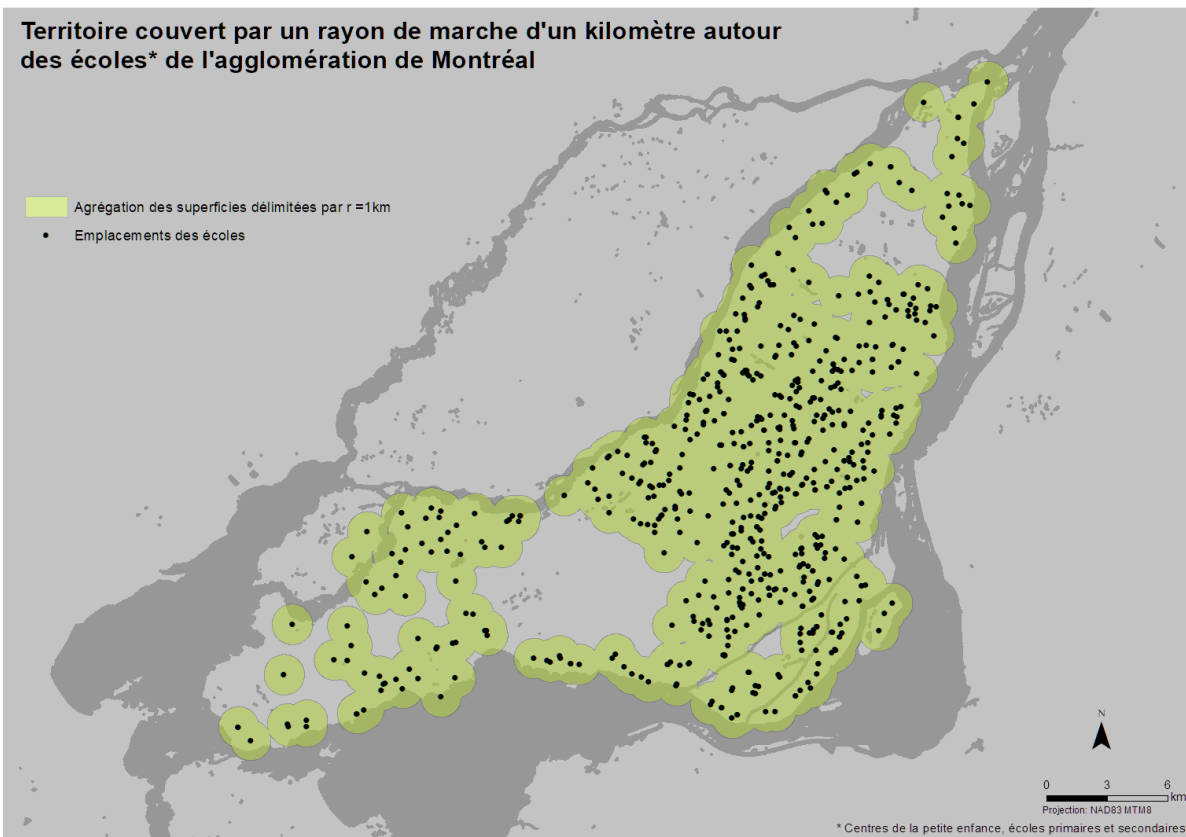 Territoire couvert par un rayon de marche d'un kilomètre autour
des écoles* de l'agglomération de Montréal
Agrégation des superficies délimitées par r =1km
Emplacements des écoles
N
0 3 6
km
Projection: NAD83 MTM8
* Centres de la petite enfance, écoles primaires et secondaires